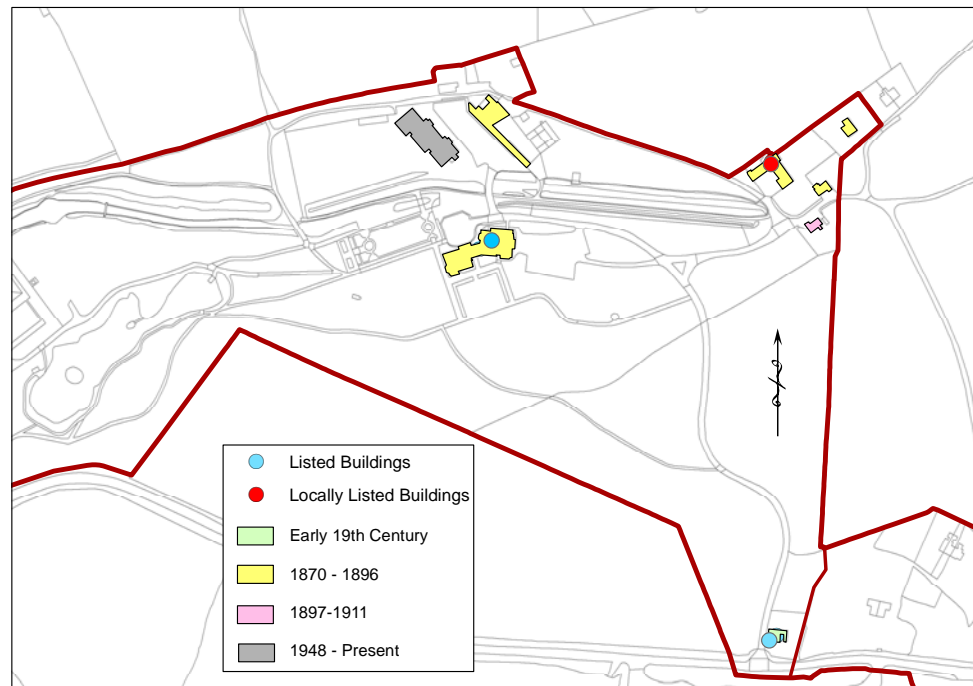 Listed Buildings
Locally Listed Buildings
Early 19th Century
1870 - 1896
1897-1911
1948 - Present